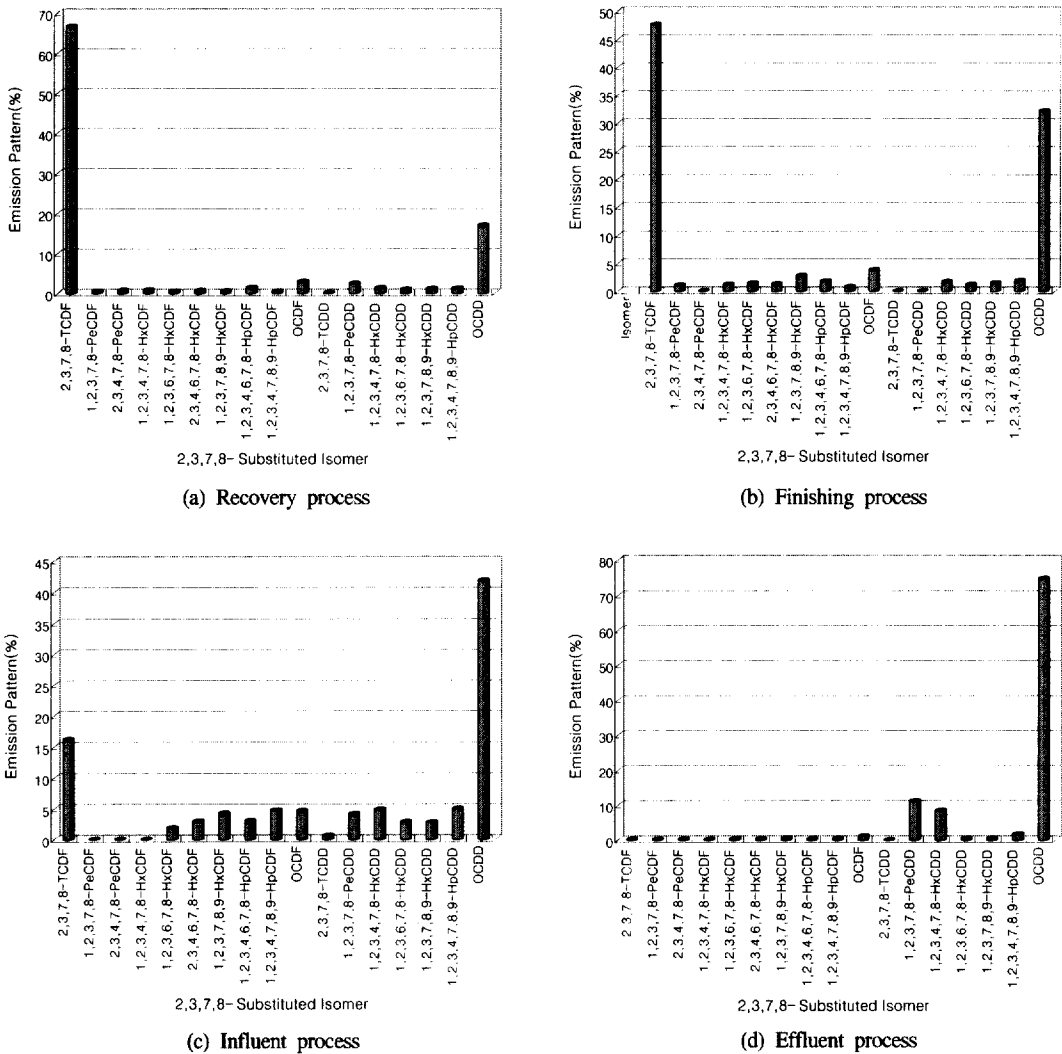 Emission Pattern(%)
70
60
50
40
30
20
10
0
2,3,7,8-TCDF
1,2,3,7,8-PeCDF
2,3,4,7,8-PeCDF
1,2,3,4,7,8-HxCDF
1,2,3,6,7,8-HxCDF
2,3,4,6,7,8-HxCDF
1,2,3,7,8,9-HxCDF
1,2,3,4,6,7,8-HpCDF
1,2,3,4,7,8,9-HpCDF
OCDF
2,3,7,8-TCDD
1,2,3,7,8-PeCDD
1,2,3,4,7,8-HxCDD
1,2,3,6,7,8-HxCDD
1,2,3,7,8,9-HxCDD
1,2,3,4,7,8,9-HpCDD
OCDD
2,3,7,8- Substituted Isomer
(a) Recovery process
Emission Pattern(%)
50
45
40
35
30
25
20
15
10
5
0
Isomer
2,3,7,8-TCDF
1,2,3,7,8-PeCDF
2,3,4,7,8-PeCDF
1,2,3,4,7,8-HxCDF
1,2,3,6,7,8-HxCDF
2,3,4,6,7,8-HxCDF
1,2,3,7,8,9-HxCDF
1,2,3,4,6,7,8-HpCDF
1,2,3,4,7,8,9-HpCDF
OCDF
2,3,7,8-TCDD
1,2,3,7,8-PeCDD
1,2,3,4,7,8-HxCDD
1,2,3,6,7,8-HxCDD
1,2,3,7,8,9-HxCDD
1,2,3,4,7,8,9-HpCDD
OCDD
2,3,7,8- Substituted Isomer
(b) Finishing process
Emission Pattern(%)
45
40
35
30
25
20
15
10
5
0
2,3,7,8-TCDF
1,2,3,7,8-PeCDF
2,3,4,7,8-PeCDF
1,2,3,4,7,8-HxCDF
1,2,3,6,7,8-HxCDF
2,3,4,6,7,8-HxCDF
1,2,3,7,8,9-HxCDF
1,2,3,4,6,7,8-HpCDF
1,2,3,4,7,8,9-HpCDF
OCDF
2,3,7,8-TCDD
1,2,3,7,8-PeCDD
1,2,3,4,7,8-HxCDD
1,2,3,6,7,8-HxCDD
1,2,3,7,8,9-HxCDD
1,2,3,4,7,8,9-HpCDD
OCDD
2,3,7,8- Substituted Isomer
(c) Influent process
Emission Pattern(%)
80
70
60
50
40
30
20
10
0
2,3,7,8-TCDF
1,2,3,7,8-PeCDF
2,3,4,7,8-PeCDF
1,2,3,4,7,8-HxCDF
1,2,3,6,7,8-HxCDF
2,3,4,6,7,8-HxCDF
1,2,3,7,8,9-HxCDF
1,2,3,4,6,7,8-HpCDF
1,2,3,4,7,8,9-HpCDF
OCDF
2,3,7,8-TCDD
1,2,3,7,8-PeCDD
1,2,3,4,7,8-HxCDD
1,2,3,6,7,8-HxCDD
1,2,3,7,8,9-HxCDD
1,2,3,4,7,8,9-HpCDD
OCDD
2,3,7,8- Substituted Isomer
(d) Effluent process